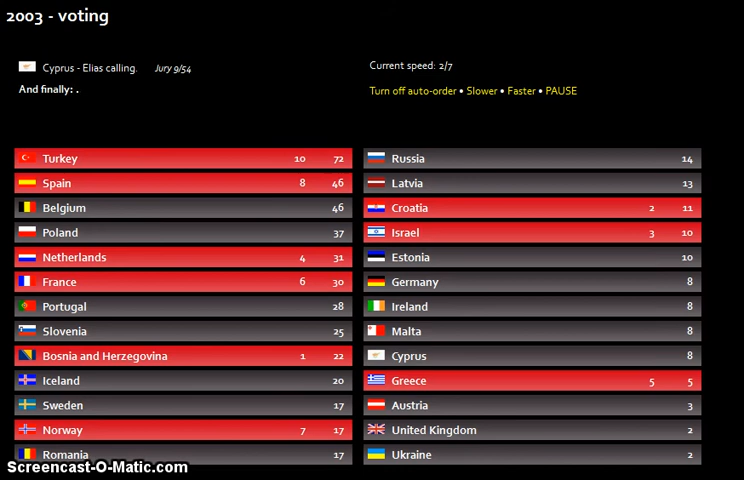 2003 - voting
Cyprus - Elias calling. Jury 9/54
And finally: .
Current speed: 2/7
Turn off auto-order • Slower • Faster • PAUSE
Turkey 10 72
Spain 8 46
Belgium 46
Poland 37
Netherlands 4 31
France 6 30
Portugal 28
Slovenia 25
Bosnia and Herzegovina 1 22
Iceland 20
Sweden 17
Norway 7 17
Romania 17
Russia 14
Latvia 13
Croatia 2 11
Israel 3 10
Estonia 10
Germany 8
Ireland 8
Malta 8
Cyprus 8
Greece 5 5
Austria 3
United Kingdom 2
Ukraine 2
Screencast-O-Matic.com